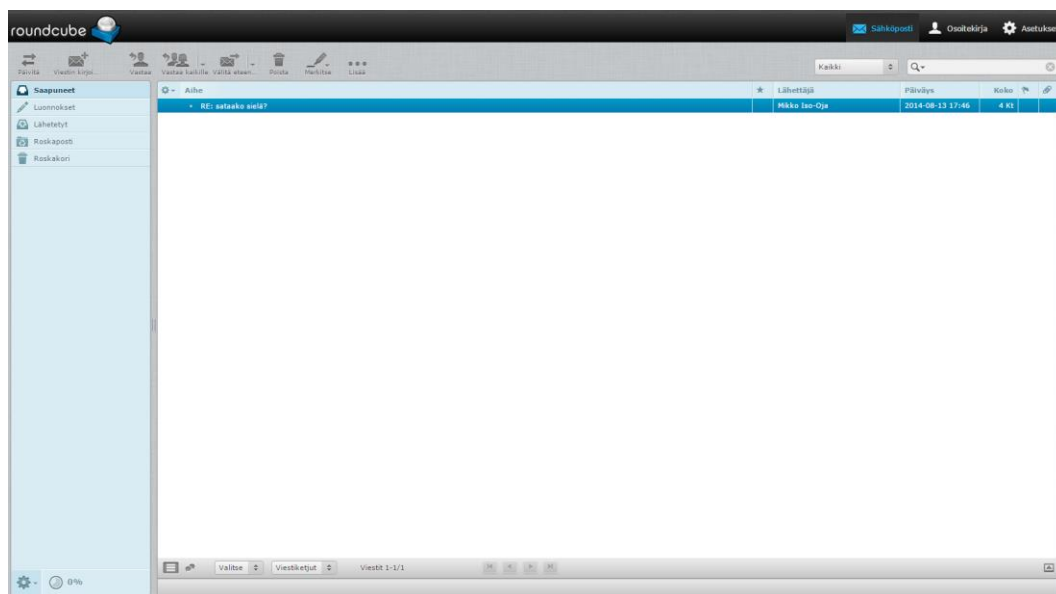 roundcube
Sähköposti Osoitekirja Asetukse
Päivitä Viestin kirjoi... Vastaa Vastaa kaikille Välitä eteen... Poista Merkitse Lisää
Kaikki
Saapuneet
Luonnokset
Lähetetyt
Roskaposti
Roskakori
Aihe Lähettäjä Päiväys Koko
RE: sataako sielä? Mikko Iso-Oja 2014-08-13 17:46 4 Kt
Valitse Viestiketjut Viestit 1-1/1
0%